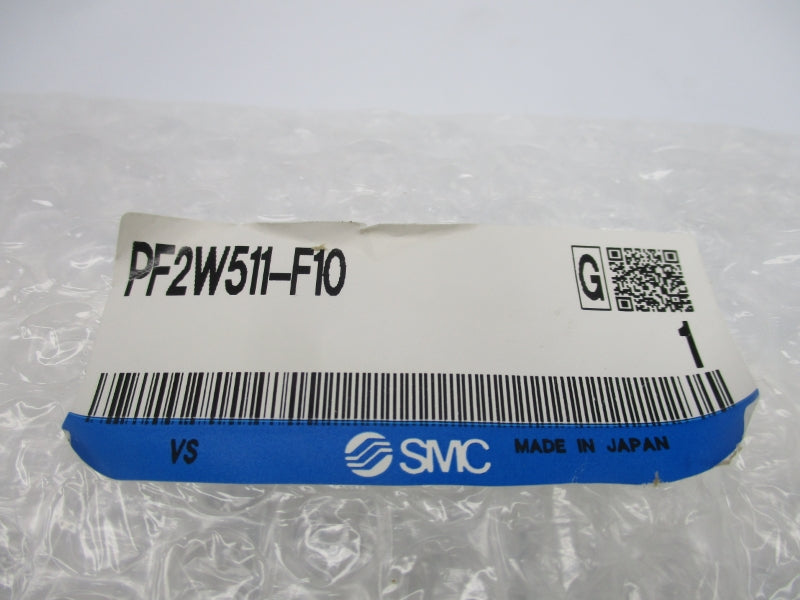 PF2W511-F10
G
1
VS
SMC
MADE IN JAPAN